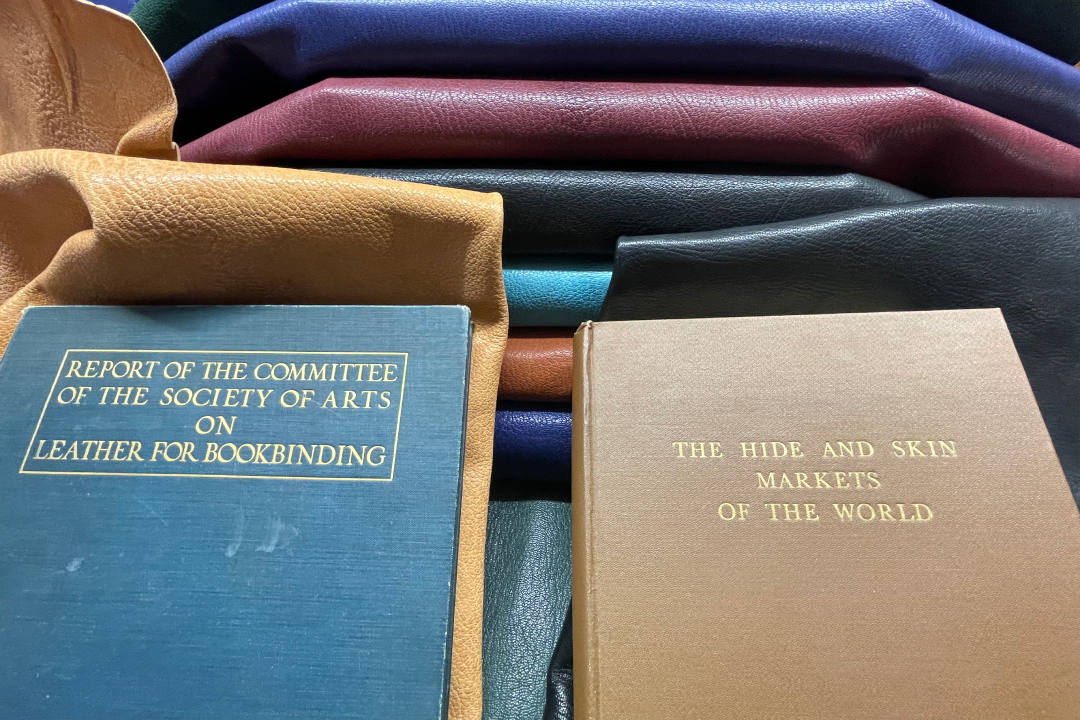 REPORT OF THE COMMITTEE
OF THE SOCIETY OF ARTS
ON
LEATHER FOR BOOKBINDING
THE HIDE AND SKIN
MARKETS
OF THE WORLD